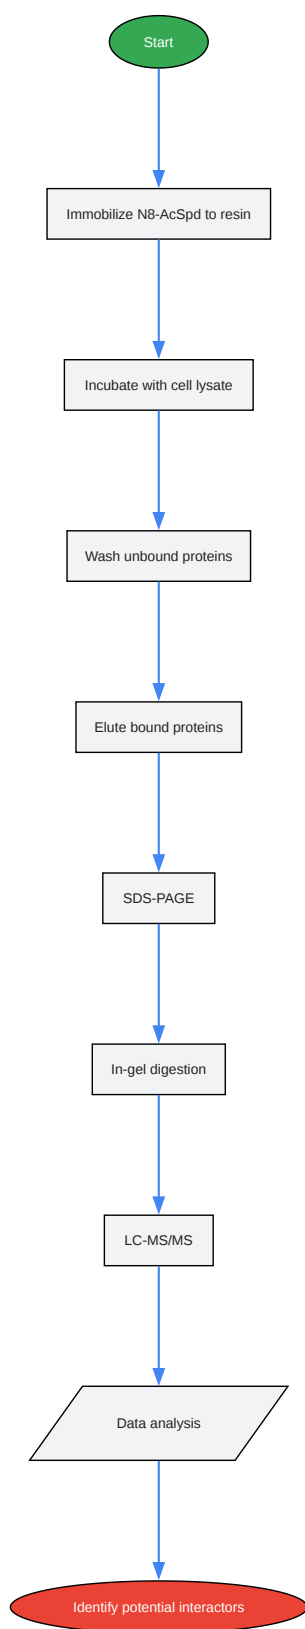 Start
Immobilize N8-AcSpd to resin
Incubate with cell lysate
Wash unbound proteins
Elute bound proteins
SDS-PAGE
In-gel digestion
LC-MS/MS
Data analysis
Identify potential interactors